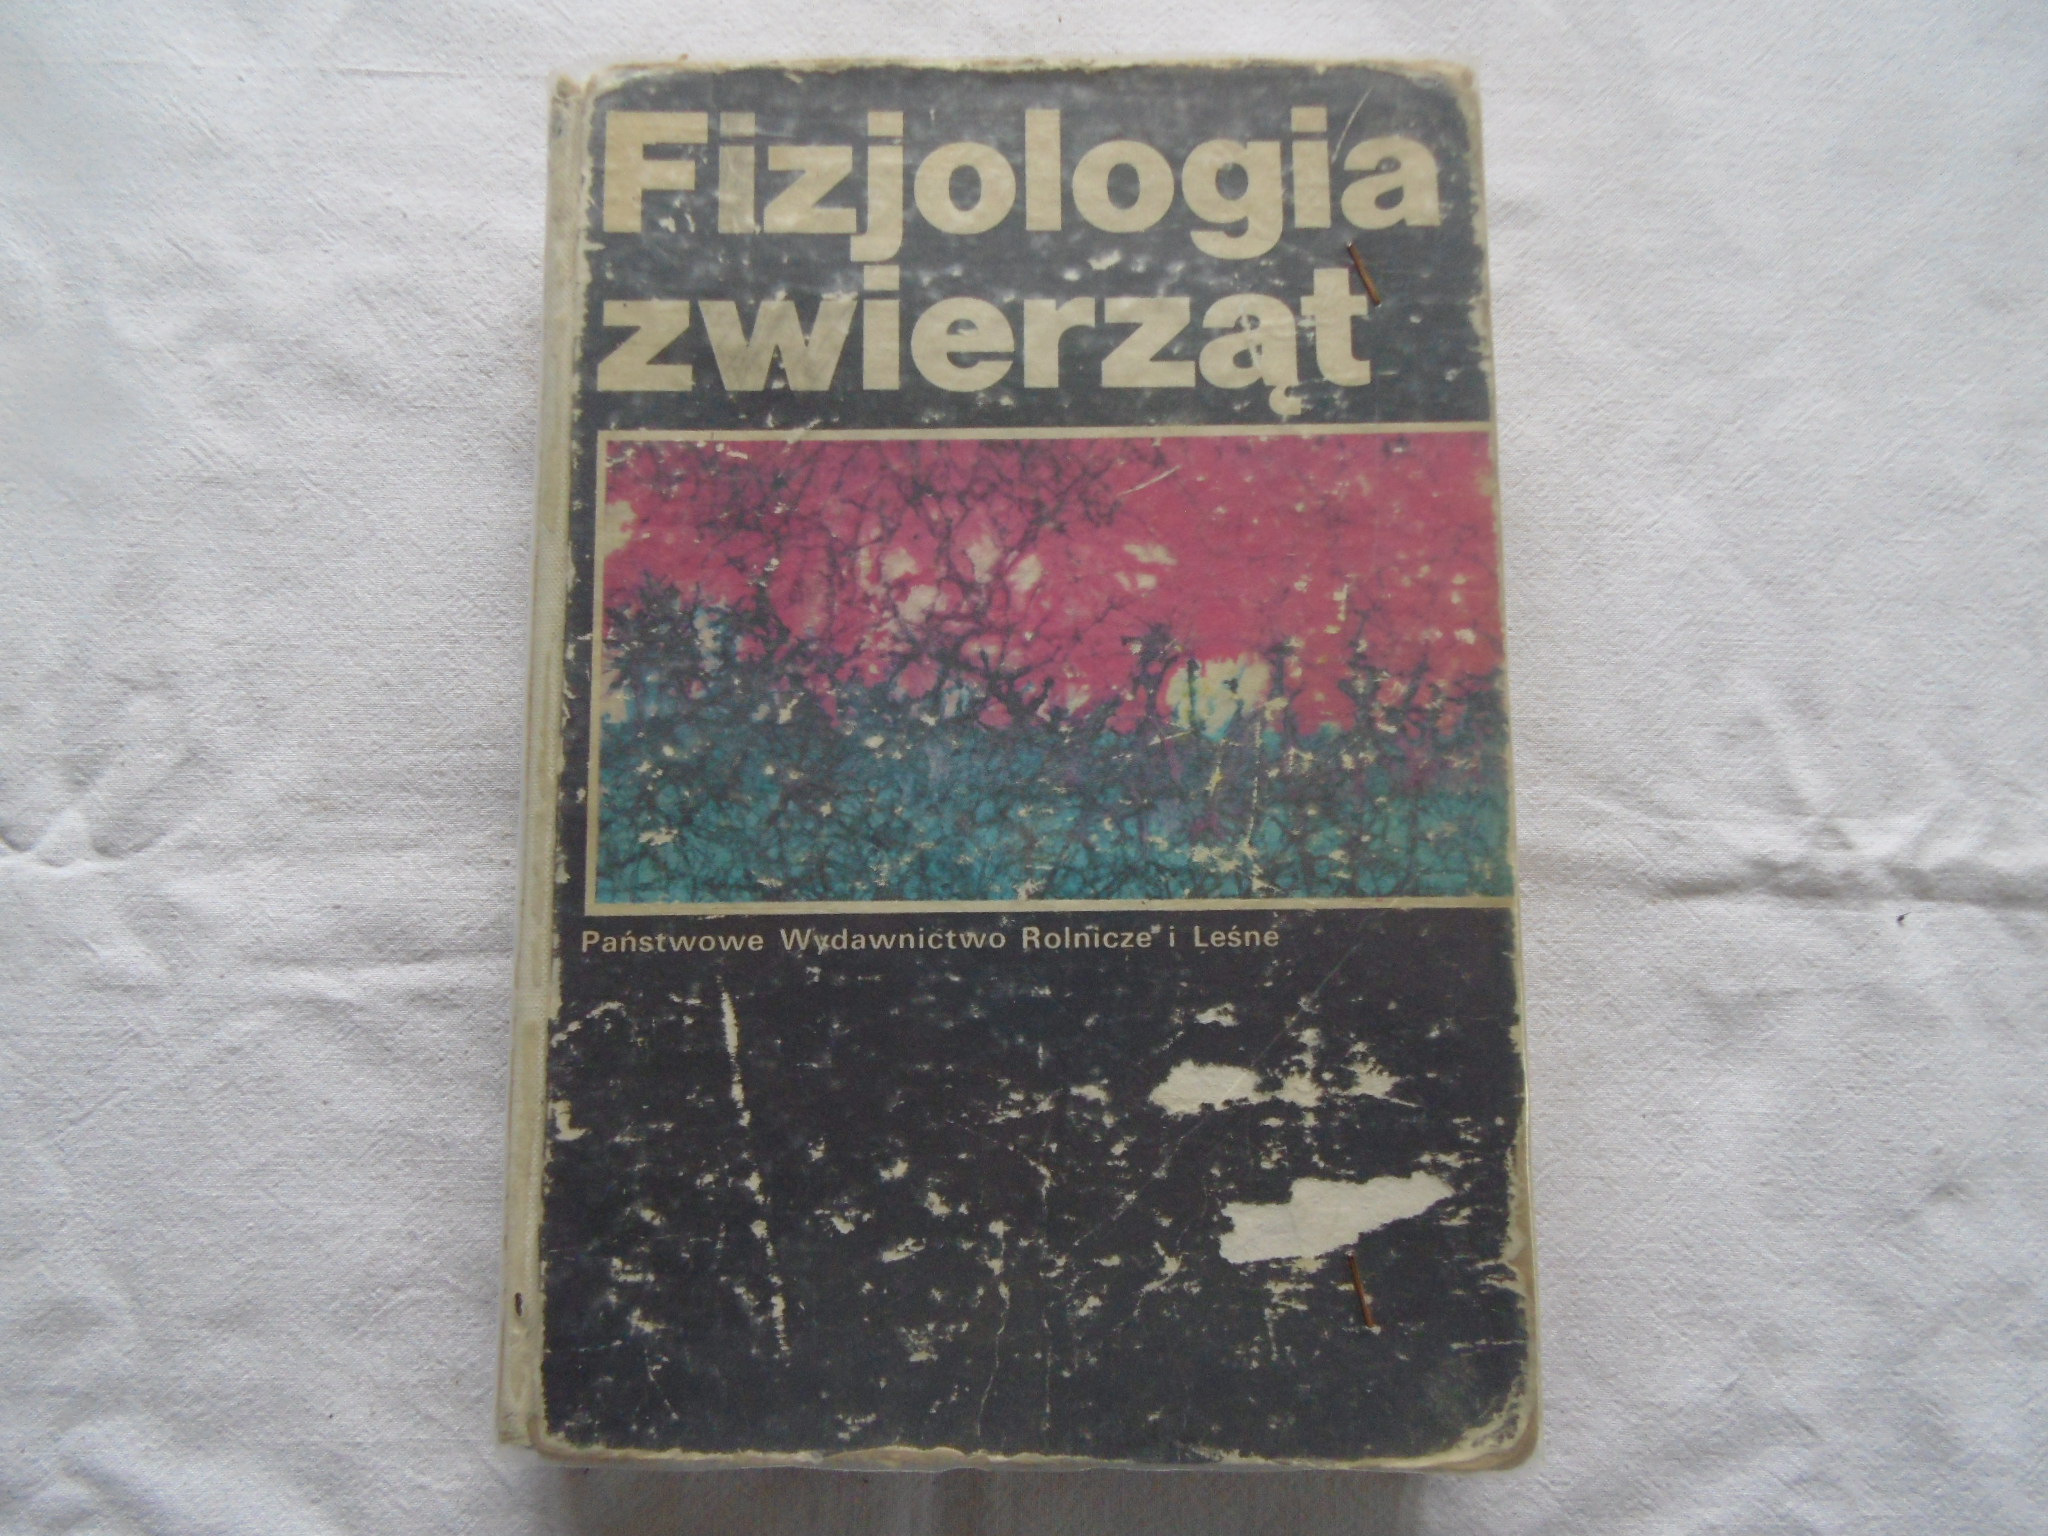 Fizjologia
zwierząt
Państwowe Wydawnictwo Rolnicze i Leśne